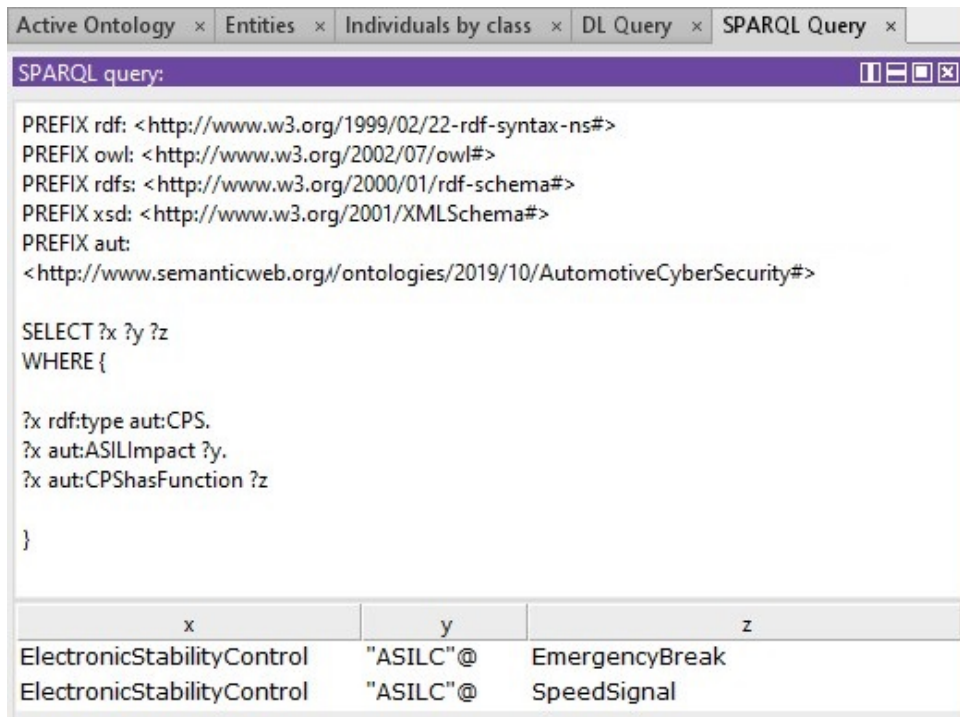 Active Ontology × Entities × Individuals by class × DL Query × SPARQL Query ×
SPARQL query:
PREFIX rdf: <http://www.w3.org/1999/02/22-rdf-syntax-ns#>
PREFIX owl: <http://www.w3.org/2002/07/owl#>
PREFIX rdfs: <http://www.w3.org/2000/01/rdf-schema#>
PREFIX xsd: <http://www.w3.org/2001/XMLSchema#>
PREFIX aut:
<http://www.semanticweb.org//ontologies/2019/10/AutomotiveCyberSecurity#>
SELECT ?x ?y ?z
WHERE {
?x rdf:type aut:CPS.
?x aut:ASILImpact ?y.
?x aut:CPShasFunction ?z
}
x y z
ElectronicStabilityControl "ASILC"@ EmergencyBreak
ElectronicStabilityControl "ASILC"@ SpeedSignal